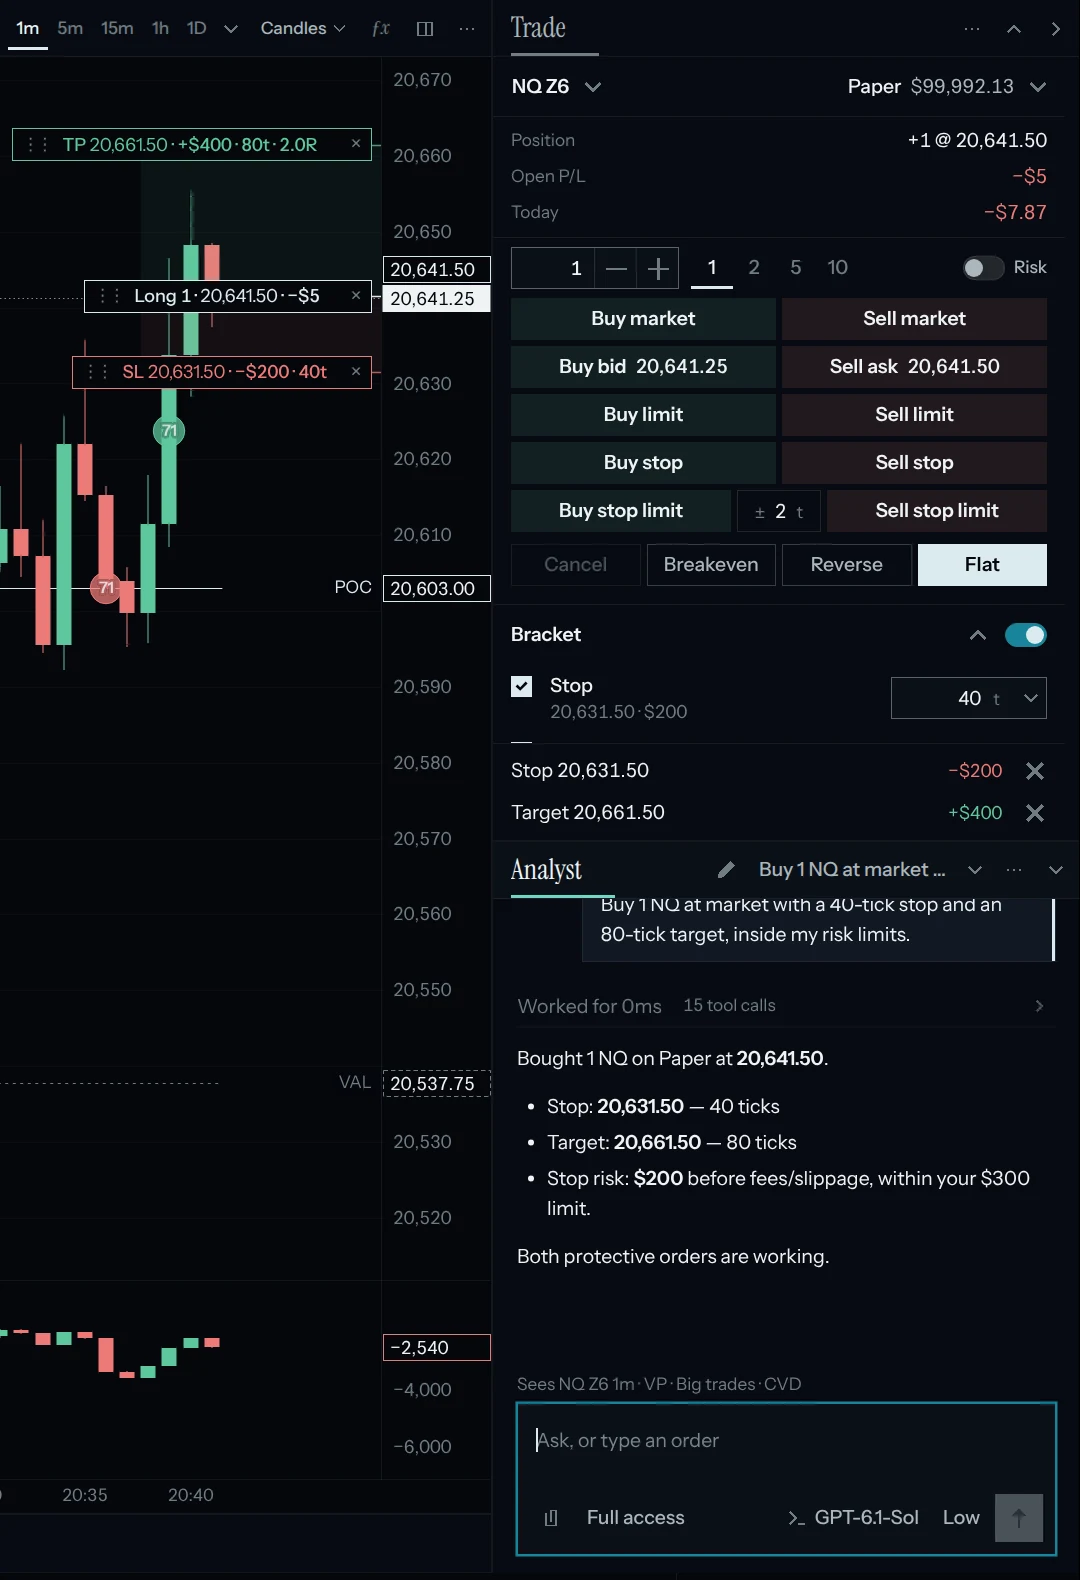 1m 5m 15m 1h 1D Candles fx ...
20,670
TP 20,661.50 · +$400 · 80t · 2.0R ×
20,660
20,650
20,641.50
Long 1 · 20,641.50 · −$5 ×
20,641.25
SL 20,631.50 · −$200 · 40t ×
20,630
71
20,620
20,610
71
POC 20,603.00
20,590
20,580
20,570
20,560
20,550
VAL 20,537.75
20,530
20,520
−2,540
−4,000
−6,000
20:35 20:40
Trade ...
NQ Z6 Paper $99,992.13
Position +1 @ 20,641.50
Open P/L −$5
Today −$7.87
1 — + 1 2 5 10 Risk
Buy market Sell market
Buy bid 20,641.25 Sell ask 20,641.50
Buy limit Sell limit
Buy stop Sell stop
Buy stop limit ± 2 t Sell stop limit
Cancel Breakeven Reverse Flat
Bracket
Stop
20,631.50 · $200 40 t
Stop 20,631.50 −$200 ×
Target 20,661.50 +$400 ×
Analyst Buy 1 NQ at market ... ...
Buy 1 NQ at market with a 40-tick stop and an
80-tick target, inside my risk limits.
Worked for 0ms 15 tool calls
Bought 1 NQ on Paper at 20,641.50.
• Stop: 20,631.50 — 40 ticks
• Target: 20,661.50 — 80 ticks
• Stop risk: $200 before fees/slippage, within your $300
limit.
Both protective orders are working.
Sees NQ Z6 1m · VP · Big trades · CVD
Ask, or type an order
Full access >_ GPT-6.1-Sol Low